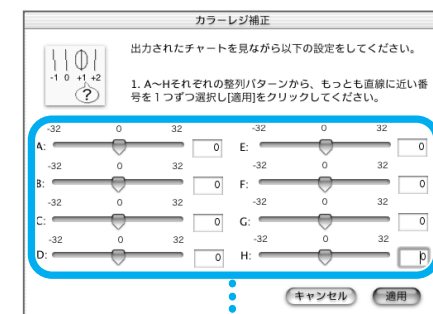 カラーレジ補正
出力されたチャートを見ながら以下の設定をしてください。
-1 0 +1 +2
?
1. A〜Hそれぞれの整列パターンから、もっとも直線に近い番
号を1つずつ選択し[適用]をクリックしてください。
-32 0 32 -32 0 32
A: 0 E: 0
-32 0 32 -32 0 32
B: 0 F: 0
-32 0 32 -32 0 32
C: 0 G: 0
-32 0 32 -32 0 32
D: 0 H: 0
キャンセル 適用